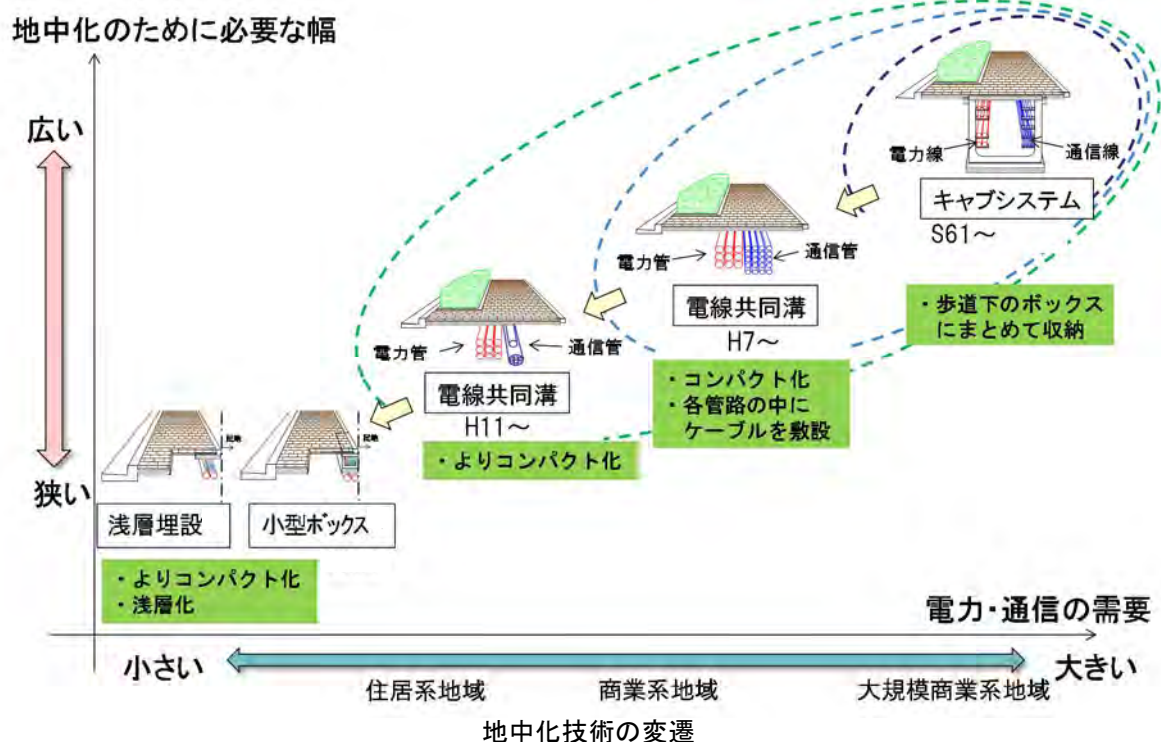 地中化のために必要な幅
広い
狭い
電力線
通信線
キャブシステム
S61～
・歩道下のボックス
にまとめて収納
電力管
通信管
電線共同溝
H7～
・コンパクト化
・各管路の中に
ケーブルを敷設
電力管
通信管
電線共同溝
H11～
・よりコンパクト化
浅層埋設
小型ボックス
・よりコンパクト化
・浅層化
電力・通信の需要
小さい
大きい
住居系地域
商業系地域
大規模商業系地域
地中化技術の変遷